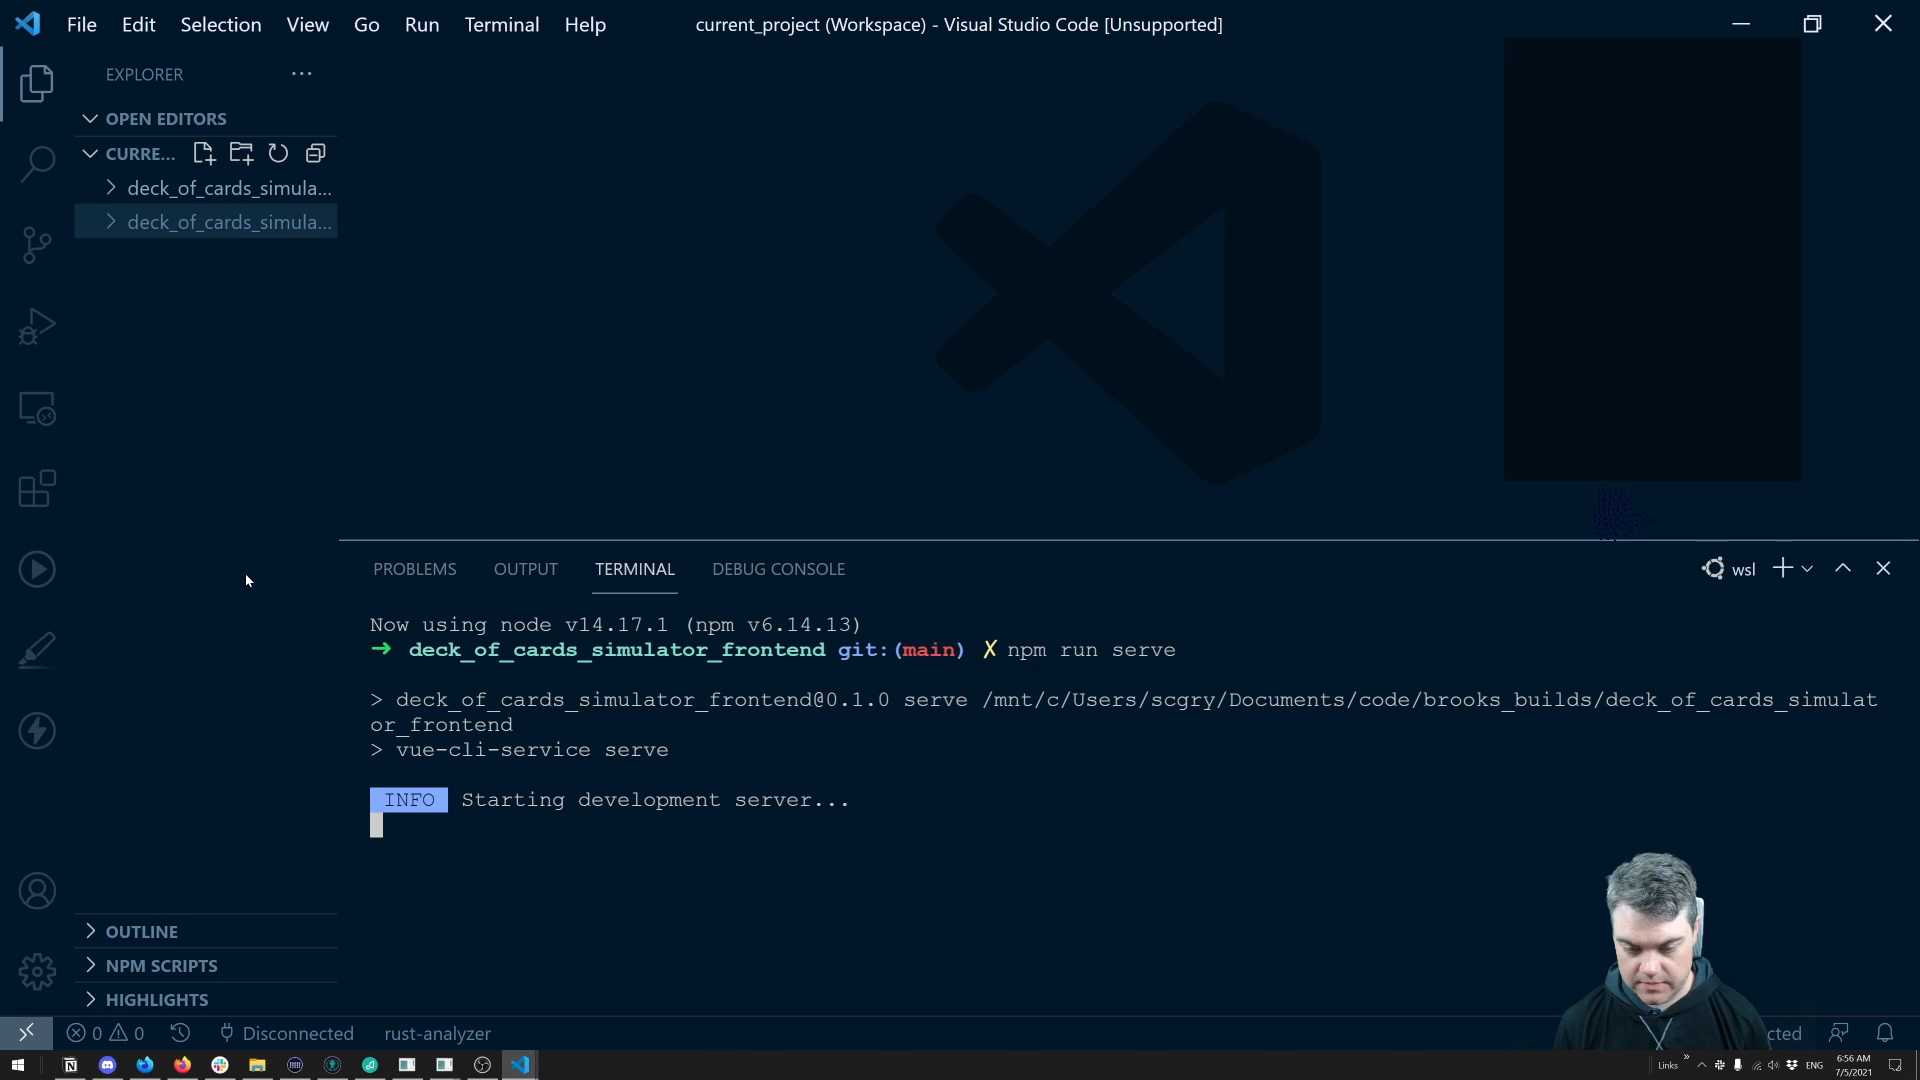 File Edit Selection View Go Run Terminal Help current_project (Workspace) - Visual Studio Code [Unsupported]
EXPLORER
OPEN EDITORS
CURRE...
deck_of_cards_simula...
deck_of_cards_simula...
PROBLEMS OUTPUT TERMINAL DEBUG CONSOLE wsl
Now using node v14.17.1 (npm v6.14.13)
➜ deck_of_cards_simulator_frontend git:(main) ✗ npm run serve
> deck_of_cards_simulator_frontend@0.1.0 serve /mnt/c/Users/scgry/Documents/code/brooks_builds/deck_of_cards_simulat
or_frontend
> vue-cli-service serve
INFO Starting development server...
OUTLINE
NPM SCRIPTS
HIGHLIGHTS
0 0 Disconnected rust-analyzer cted
Links ENG 6:56 AM
7/5/2021